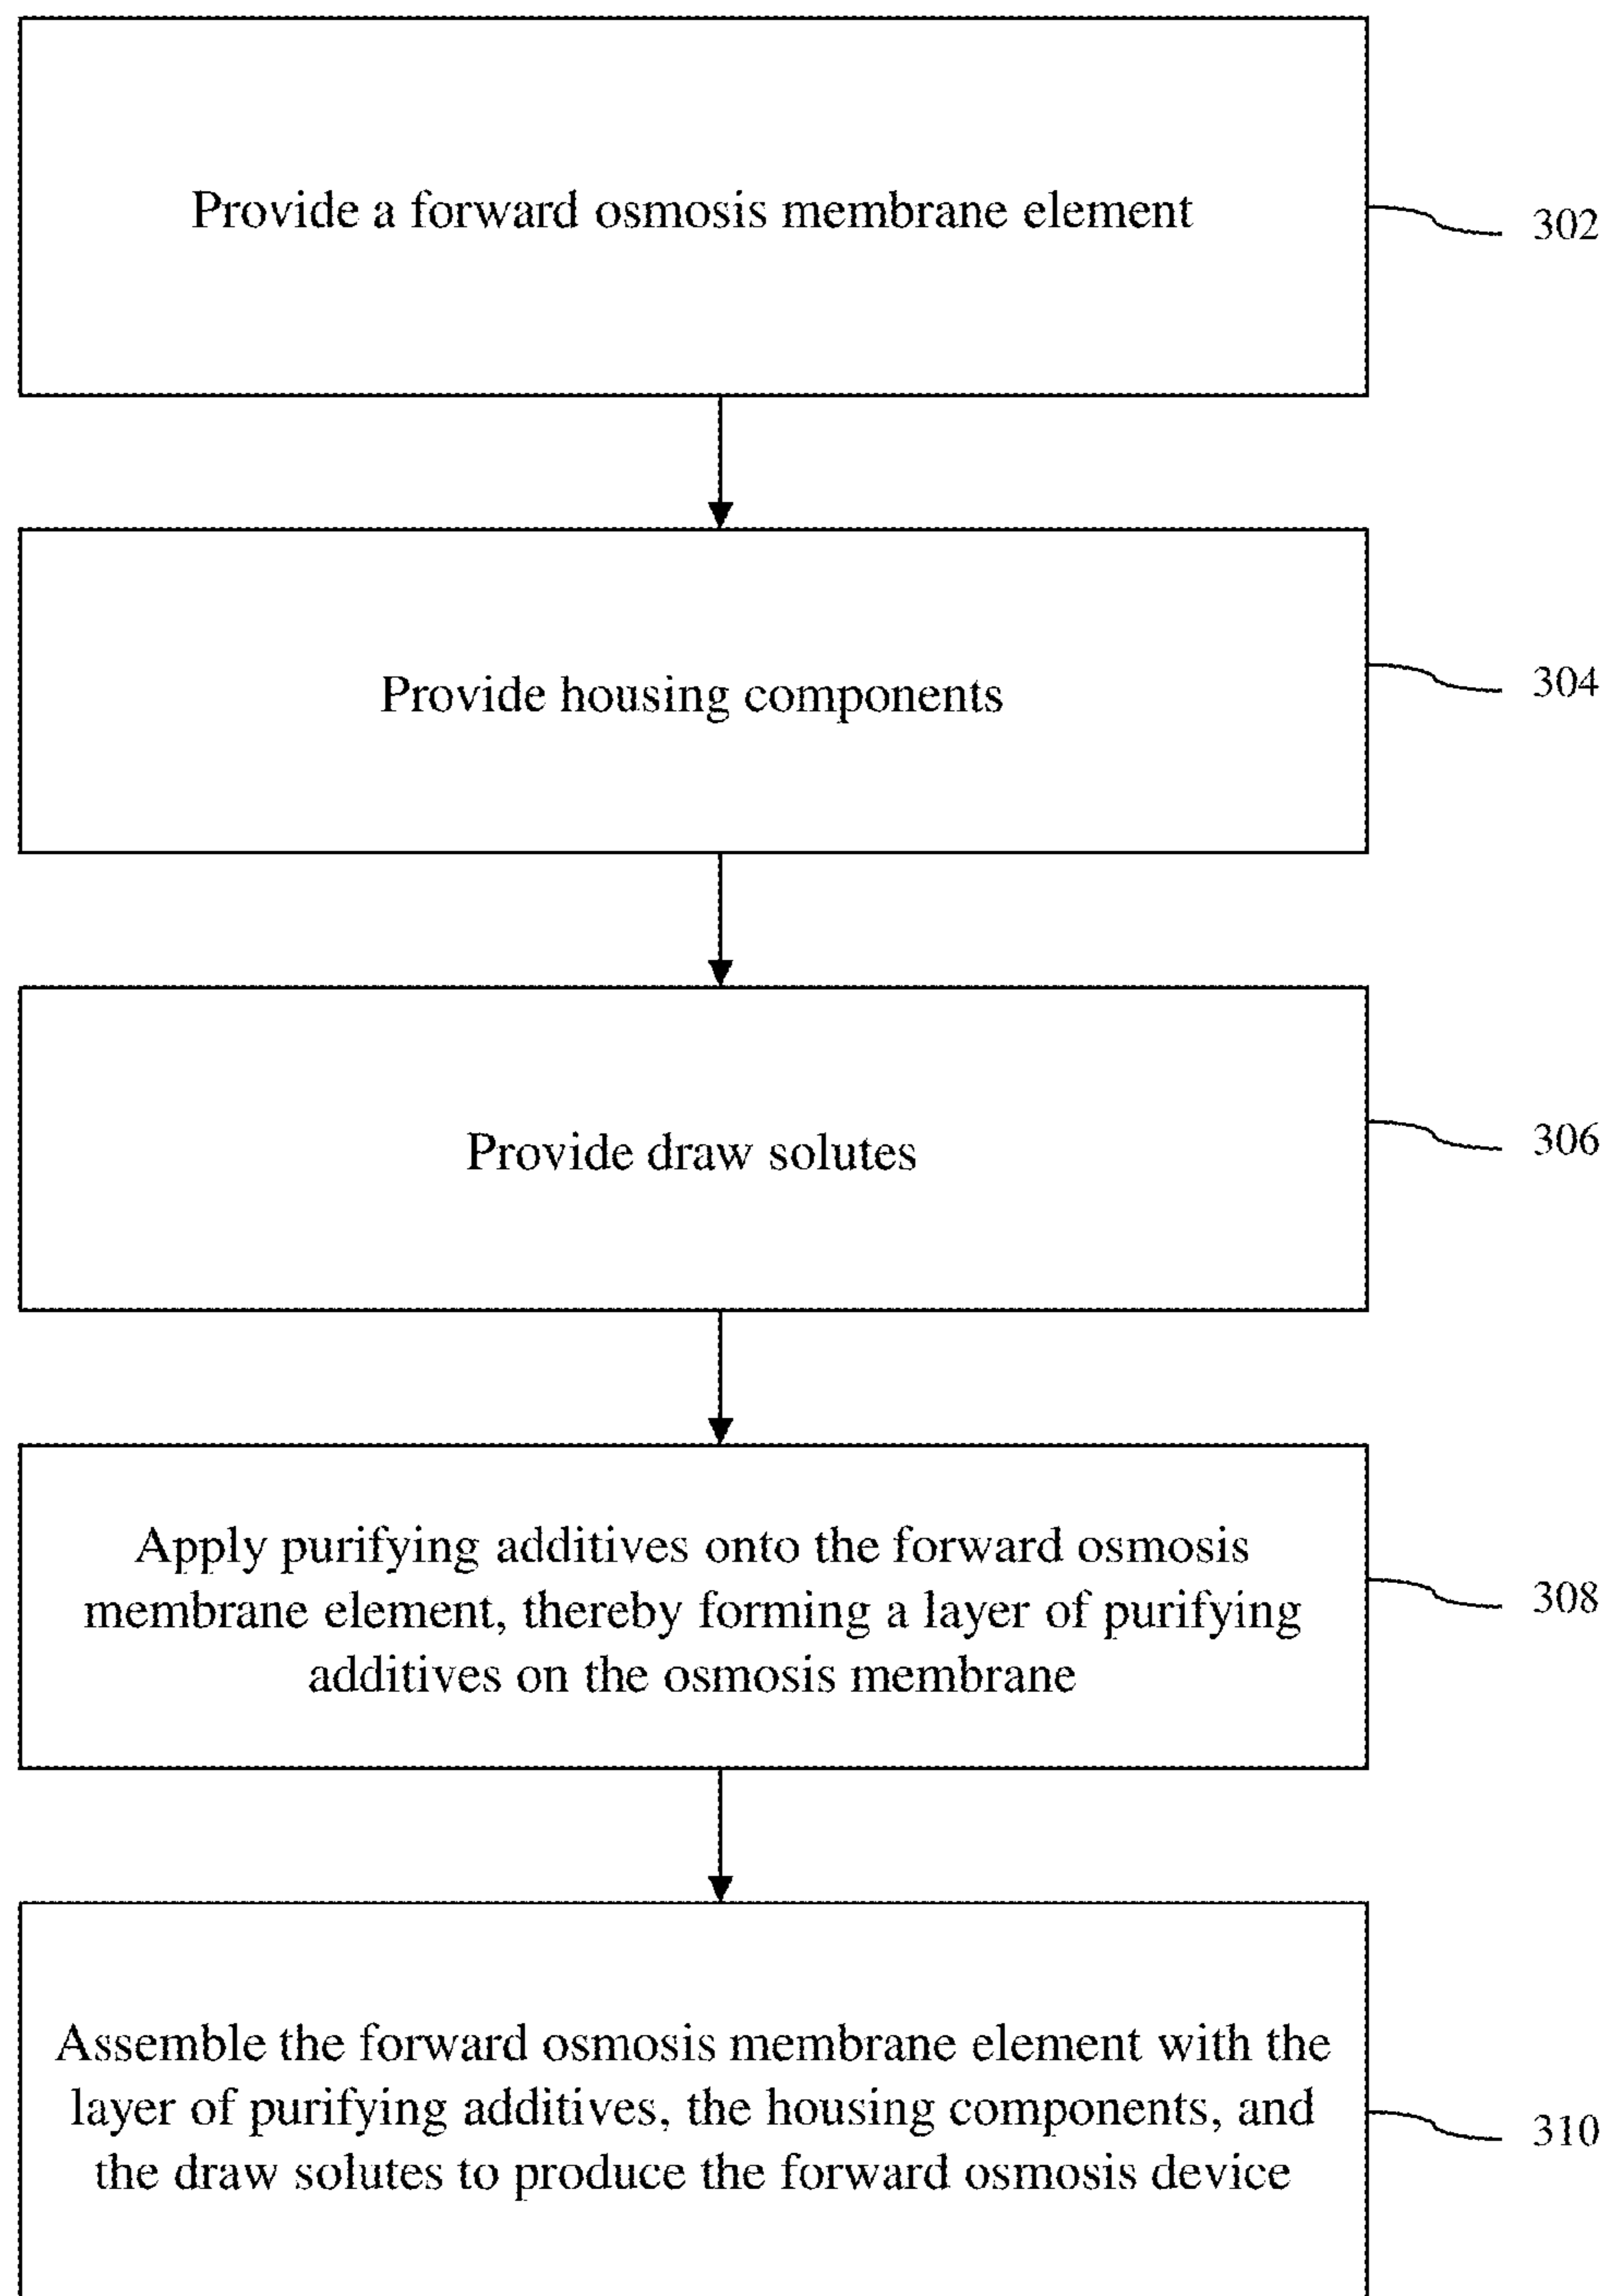 Provide a forward osmosis membrane element
302
Provide housing components
304
Provide draw solutes
306
Apply purifying additives onto the forward osmosis
membrane element, thereby forming a layer of purifying
additives on the osmosis membrane
308
Assemble the forward osmosis membrane element with the
layer of purifying additives, the housing components, and
the draw solutes to produce the forward osmosis device
310